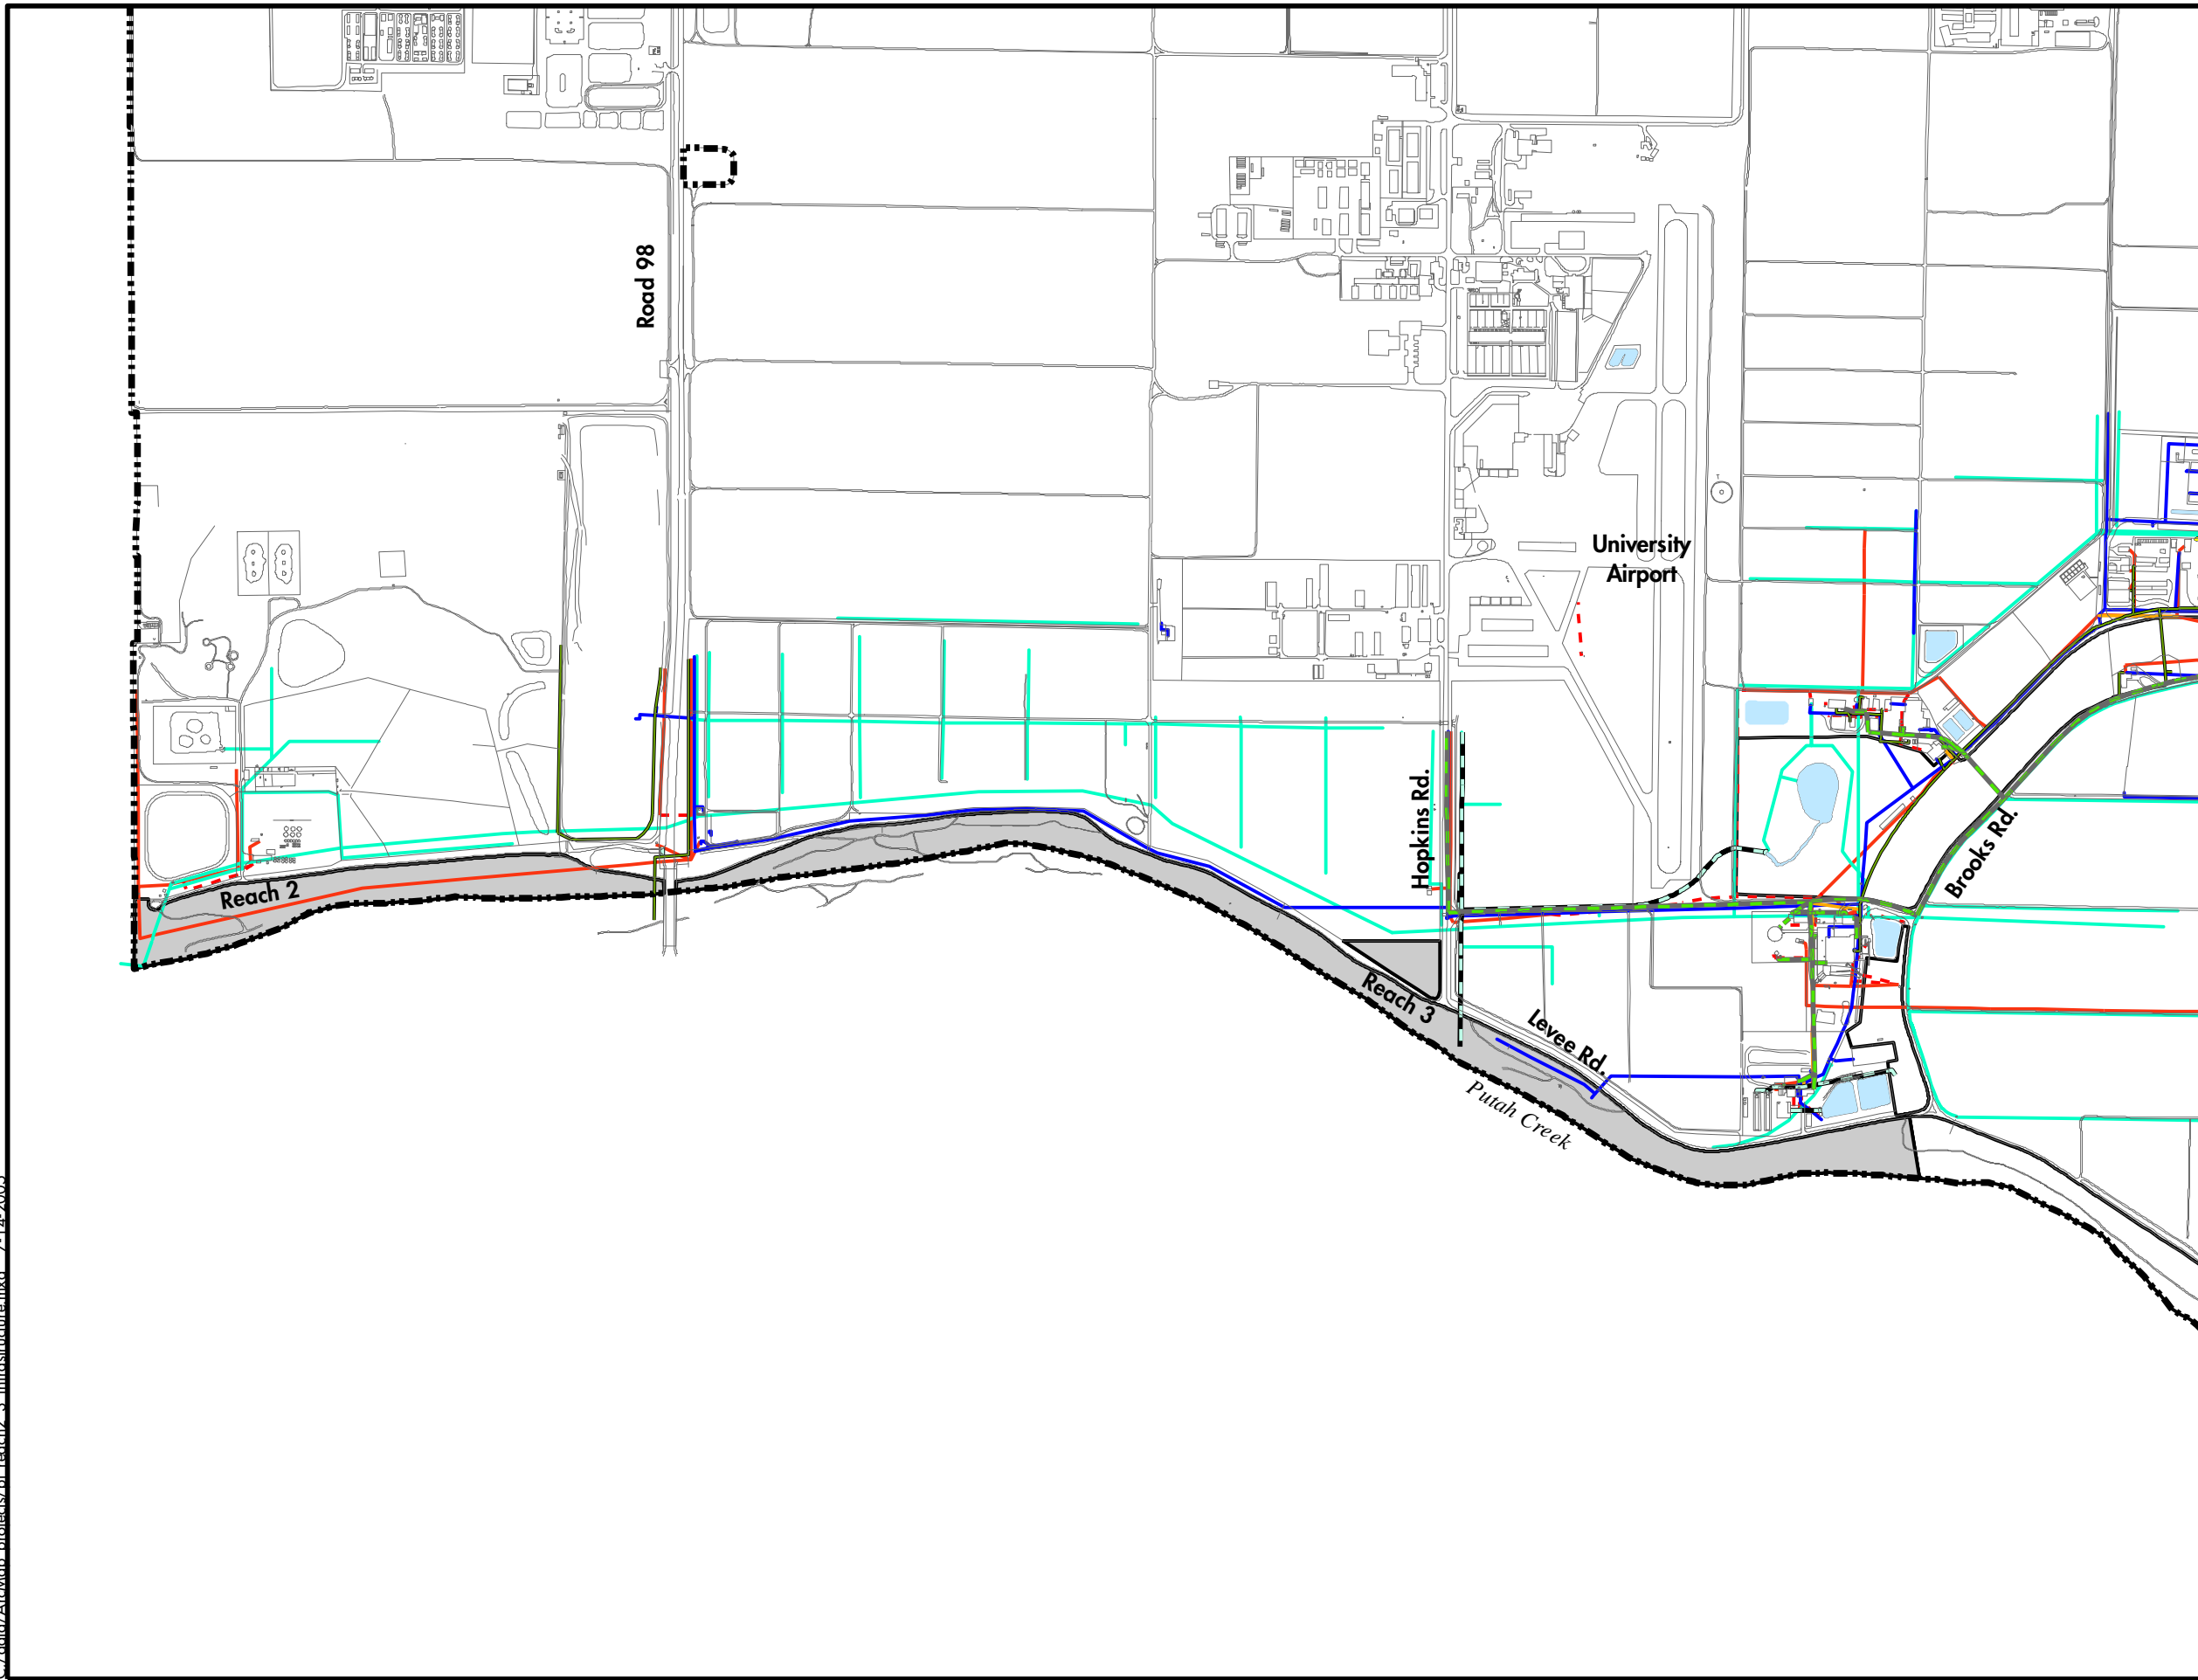 Road 98
University
Airport
Hopkins Rd.
Brooks Rd.
Reach 2
Reach 3
Levee Rd.
Putah Creek
T